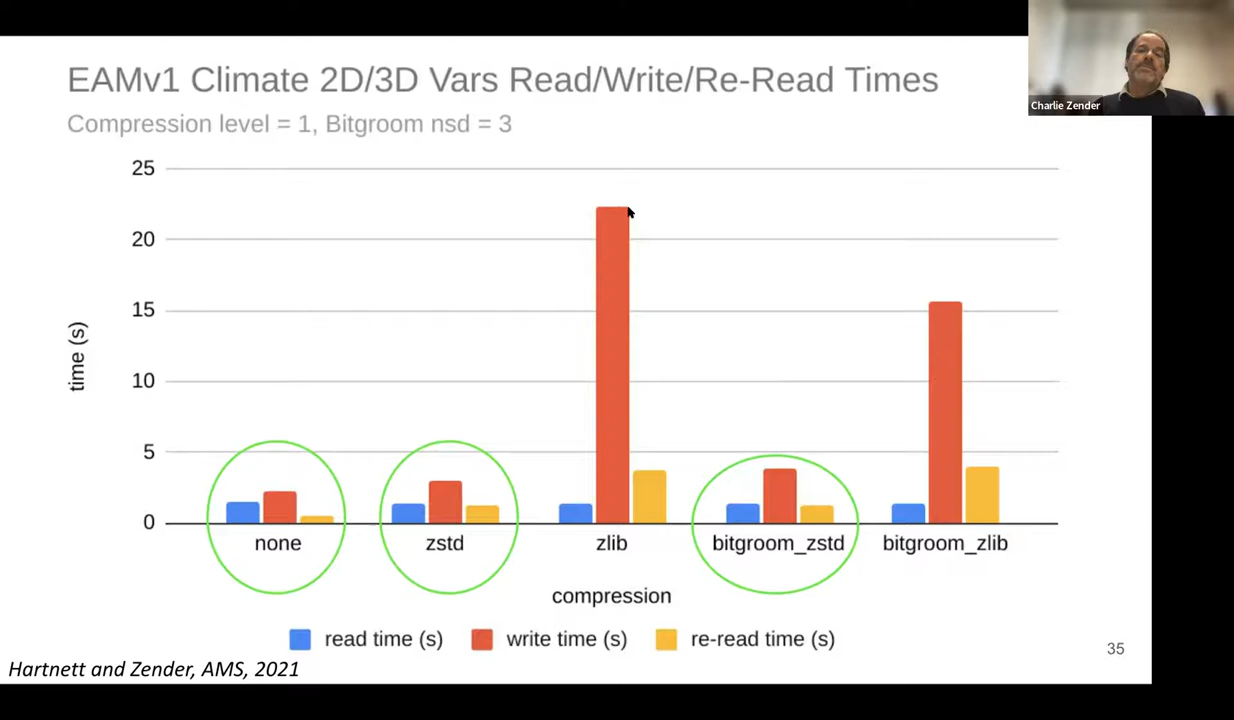 EAMv1 Climate 2D/3D Vars Read/Write/Re-Read Times
Charlie Zender
Compression level = 1, Bitgroom nsd = 3
25
20
15
10
5
0
time (s)
none
zstd
zlib
bitgroom_zstd
bitgroom_zlib
compression
read time (s)
write time (s)
re-read time (s)
35
Hartnett and Zender, AMS, 2021